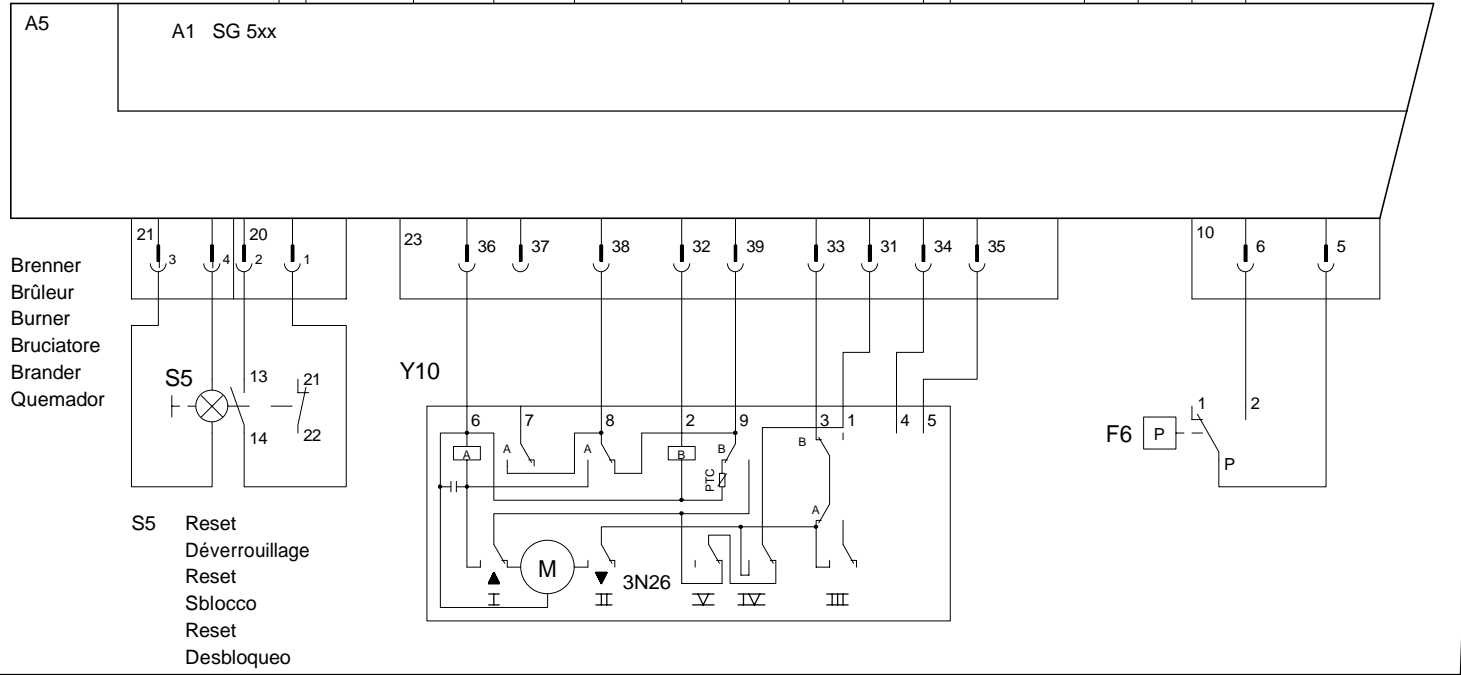 A5
A1 SG 5xx
21 3 4 20 2 1
23 36 37 38 32 39 33 31 34 35
10 6 5
Brenner
Brûleur
Burner
Bruciatore
Brander
Quemador
S5 13 21
14 22
Y10
6 7 8 2 9 3 1 4 5
A A A B B B
PTC
A
M
3N26
I II V IV III
F6 P 1 2
P
S5 Reset
Déverrouillage
Reset
Sblocco
Reset
Desbloqueo